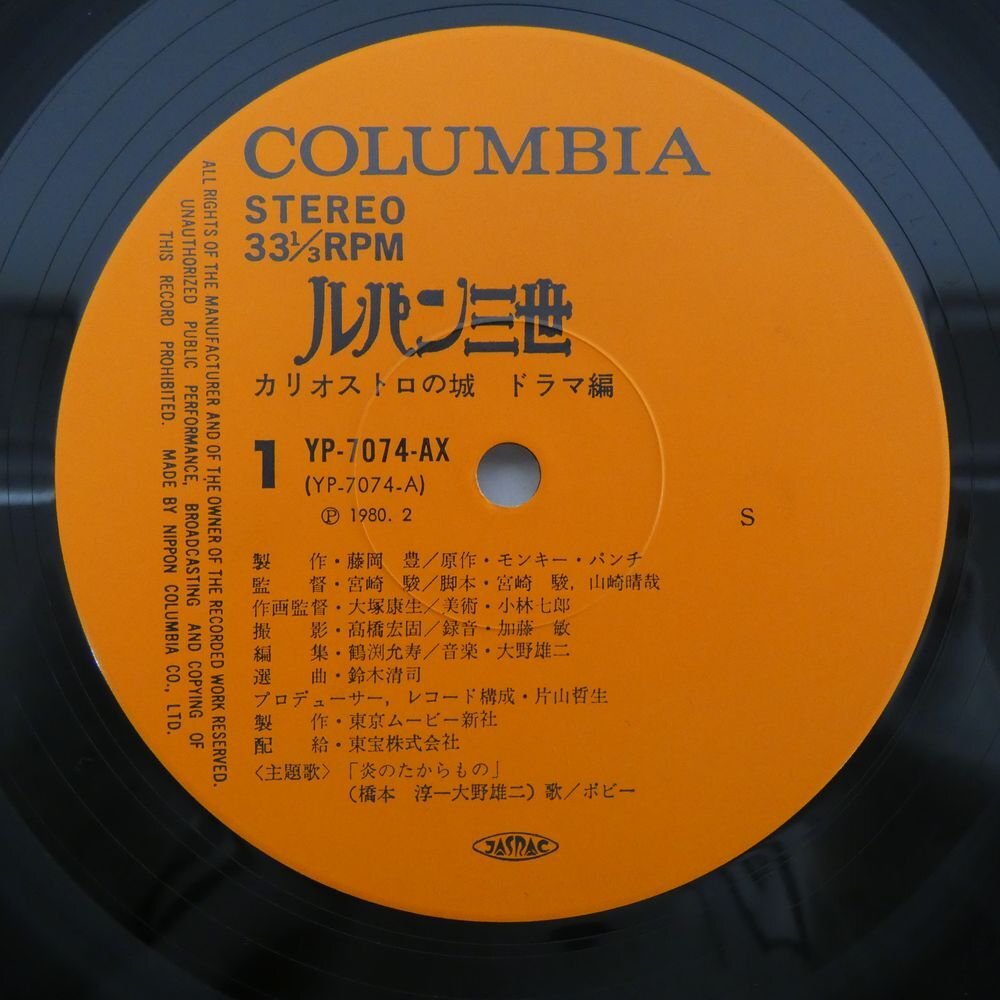 COLUMBIA
STEREO
33⅓RPM
ルパン三世
カリオストロの城　ドラマ編
1
YP-7074-AX
(YP-7074-A)
Ⓟ 1980. 2
S
製　作・藤岡　豊／原作・モンキー・パンチ
監　督・宮崎　駿／脚本・宮崎　駿, 山崎晴哉
作画監督・大塚康生／美術・小林七郎
撮　影・高橋宏固／録音・加藤　敏
編　集・鶴渕允寿／音楽・大野雄二
選　曲・鈴木清司
プロデューサー, レコード構成・片山哲生
製　作・東京ムービー新社
配　給・東宝株式会社
〈主題歌〉「炎のたからもの」
（橋本　淳ー大野雄二）歌／ボビー
JASRAC
ALL RIGHTS OF THE MANUFACTURER AND OF THE OWNER OF THE RECORDED WORK RESERVED.
UNAUTHORIZED PUBLIC PERFORMANCE, BROADCASTING AND COPYING OF
THIS RECORD PROHIBITED. MADE BY NIPPON COLUMBIA CO., LTD.